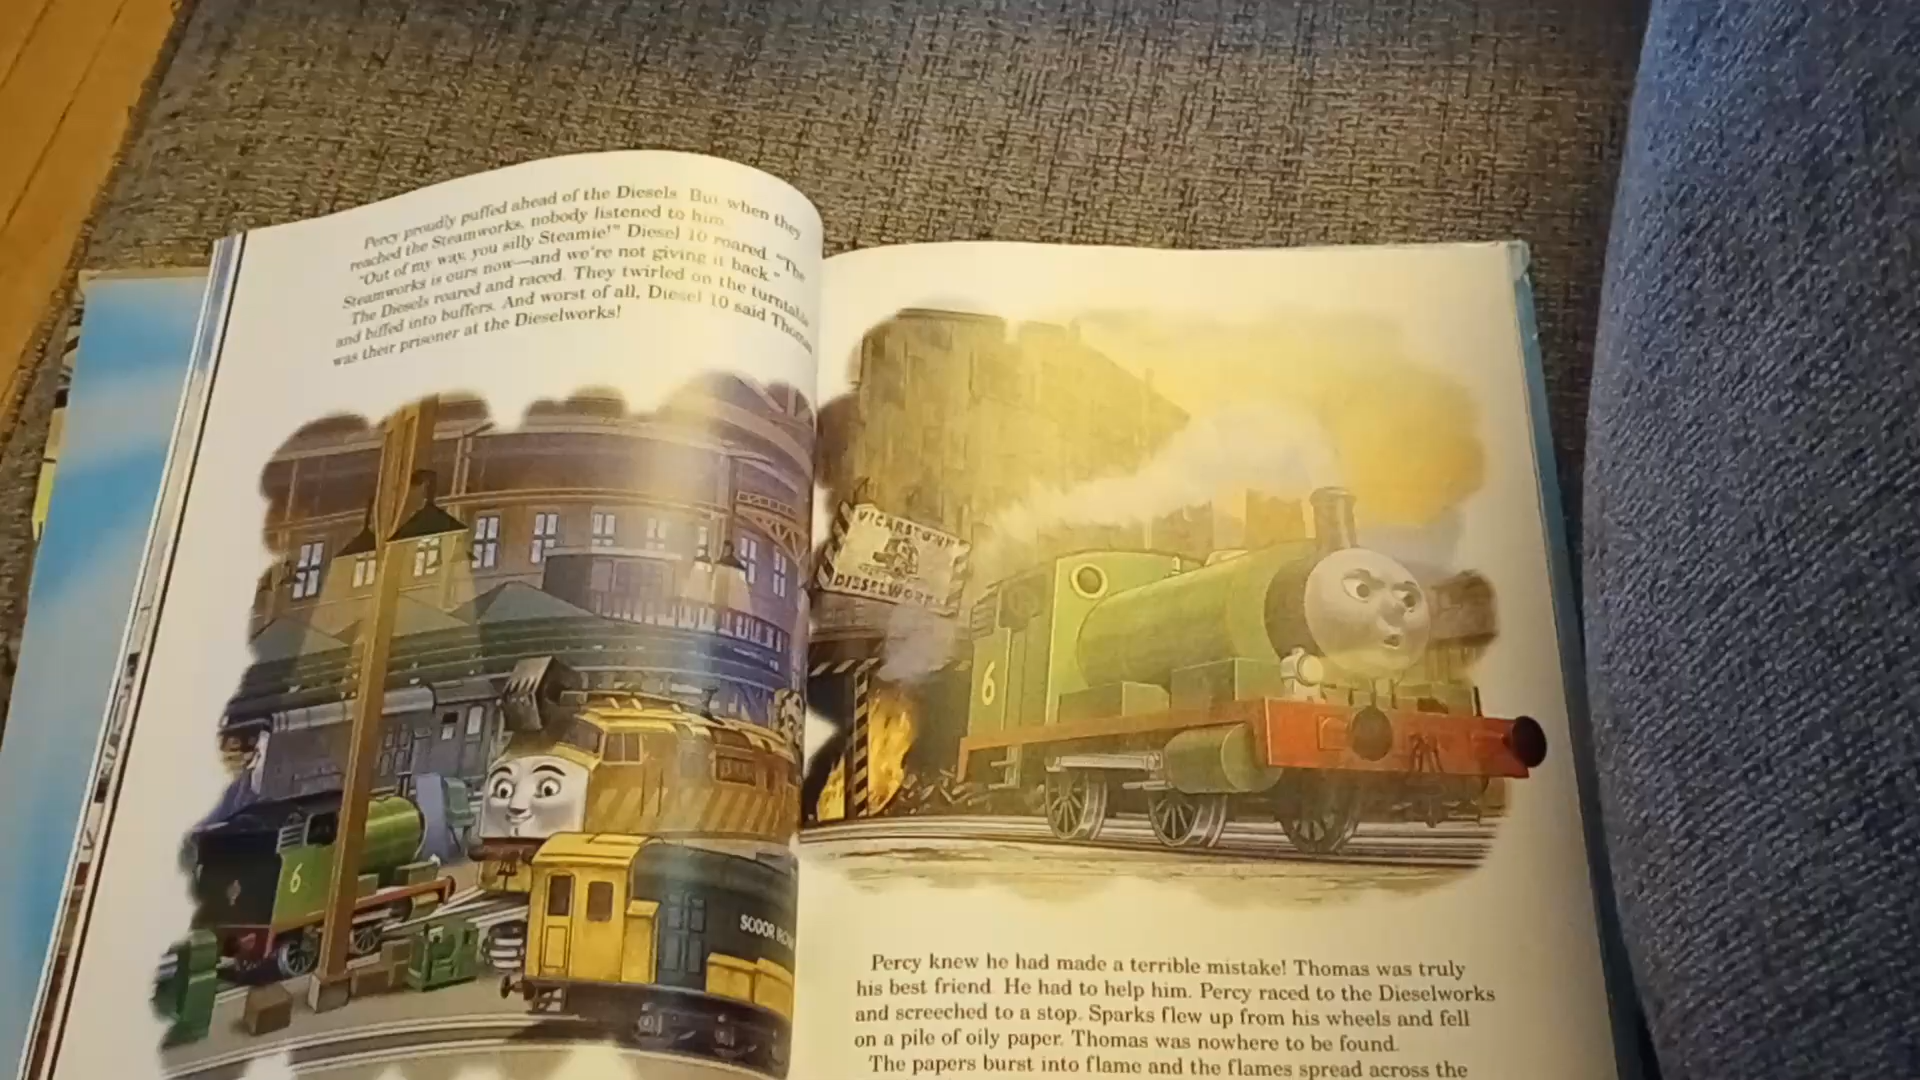 Percy proudly puffed ahead of the Diesels. But when they
reached the Steamworks, nobody listened to him.
"Out of my way, you silly Steamie!" Diesel 10 roared. "The
Steamworks is ours now—and we're not giving it back."
The Diesels roared and raced. They twirled on the turntable
and biffed into buffers. And worst of all, Diesel 10 said Thomas
was their prisoner at the Dieselworks!
6
SODOR
VICARSTOWN
DIESELWORKS
6
Percy knew he had made a terrible mistake! Thomas was truly
his best friend. He had to help him. Percy raced to the Dieselworks
and screeched to a stop. Sparks flew up from his wheels and fell
on a pile of oily paper. Thomas was nowhere to be found.
The papers burst into flame and the flames spread across the